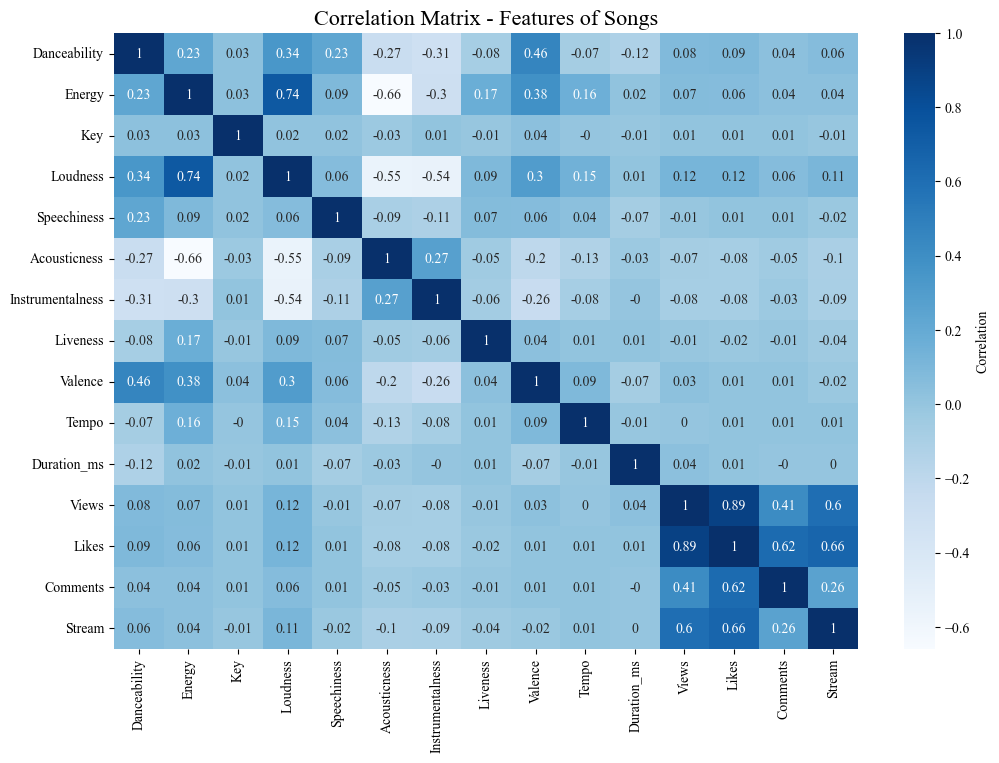 Correlation Matrix - Features of Songs
Danceability 1 0.23 0.03 0.34 0.23 -0.27 -0.31 -0.08 0.46 -0.07 -0.12 0.08 0.09 0.04 0.06
Energy 0.23 1 0.03 0.74 0.09 -0.66 -0.3 0.17 0.38 0.16 0.02 0.07 0.06 0.04 0.04
Key 0.03 0.03 1 0.02 0.02 -0.03 0.01 -0.01 0.04 -0 -0.01 0.01 0.01 0.01 -0.01
Loudness 0.34 0.74 0.02 1 0.06 -0.55 -0.54 0.09 0.3 0.15 0.01 0.12 0.12 0.06 0.11
Speechiness 0.23 0.09 0.02 0.06 1 -0.09 -0.11 0.07 0.06 0.04 -0.07 -0.01 0.01 0.01 -0.02
Acousticness -0.27 -0.66 -0.03 -0.55 -0.09 1 0.27 -0.05 -0.2 -0.13 -0.03 -0.07 -0.08 -0.05 -0.1
Instrumentalness -0.31 -0.3 0.01 -0.54 -0.11 0.27 1 -0.06 -0.26 -0.08 -0 -0.08 -0.08 -0.03 -0.09
Liveness -0.08 0.17 -0.01 0.09 0.07 -0.05 -0.06 1 0.04 0.01 0.01 -0.01 -0.02 -0.01 -0.04
Valence 0.46 0.38 0.04 0.3 0.06 -0.2 -0.26 0.04 1 0.09 -0.07 0.03 0.01 0.01 -0.02
Tempo -0.07 0.16 -0 0.15 0.04 -0.13 -0.08 0.01 0.09 1 -0.01 0 0.01 0.01 0.01
Duration_ms -0.12 0.02 -0.01 0.01 -0.07 -0.03 -0 0.01 -0.07 -0.01 1 0.04 0.01 -0 0
Views 0.08 0.07 0.01 0.12 -0.01 -0.07 -0.08 -0.01 0.03 0 0.04 1 0.89 0.41 0.6
Likes 0.09 0.06 0.01 0.12 0.01 -0.08 -0.08 -0.02 0.01 0.01 0.01 0.89 1 0.62 0.66
Comments 0.04 0.04 0.01 0.06 0.01 -0.05 -0.03 -0.01 0.01 0.01 -0 0.41 0.62 1 0.26
Stream 0.06 0.04 -0.01 0.11 -0.02 -0.1 -0.09 -0.04 -0.02 0.01 0 0.6 0.66 0.26 1
Danceability
Energy
Key
Loudness
Speechiness
Acousticness
Instrumentalness
Liveness
Valence
Tempo
Duration_ms
Views
Likes
Comments
Stream
1.0
0.8
0.6
0.4
0.2
0.0
−0.2
−0.4
−0.6
Correlation